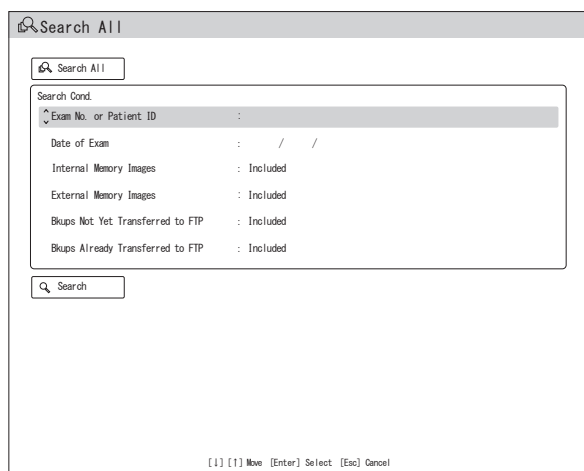 Search All
Search All
Search Cond.
Exam No. or Patient ID :
Date of Exam : / /
Internal Memory Images : Included
External Memory Images : Included
Bkups Not Yet Transferred to FTP : Included
Bkups Already Transferred to FTP : Included
Search
[↓] [↑] Move [Enter] Select [Esc] Cancel